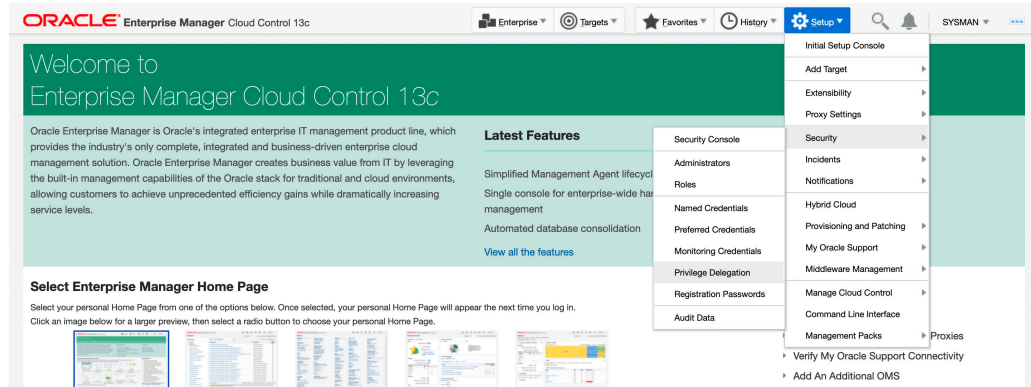 ORACLE® Enterprise Manager Cloud Control 13c
Enterprise
Targets
Favorites
History
Setup
SYSMAN
Welcome to
Enterprise Manager Cloud Control 13c
Oracle Enterprise Manager is Oracle's integrated enterprise IT management product line, which
provides the industry's only complete, integrated and business-driven enterprise cloud
management solution. Oracle Enterprise Manager creates business value from IT by leveraging
the built-in management capabilities of the Oracle stack for traditional and cloud environments,
allowing customers to achieve unprecedented efficiency gains while dramatically increasing
service levels.
Latest Features
Simplified Management Agent lifecycl
Single console for enterprise-wide har
management
Automated database consolidation
View all the features
Security Console
Administrators
Roles
Named Credentials
Preferred Credentials
Monitoring Credentials
Privilege Delegation
Registration Passwords
Audit Data
Initial Setup Console
Add Target
Extensibility
Proxy Settings
Security
Incidents
Notifications
Hybrid Cloud
Provisioning and Patching
My Oracle Support
Middleware Management
Manage Cloud Control
Command Line Interface
Management Packs
Select Enterprise Manager Home Page
Select your personal Home Page from one of the options below. Once selected, your personal Home Page will appear the next time you log in.
Click an image below for a larger preview, then select a radio button to choose your personal Home Page.
Proxies
Verify My Oracle Support Connectivity
Add An Additional OMS